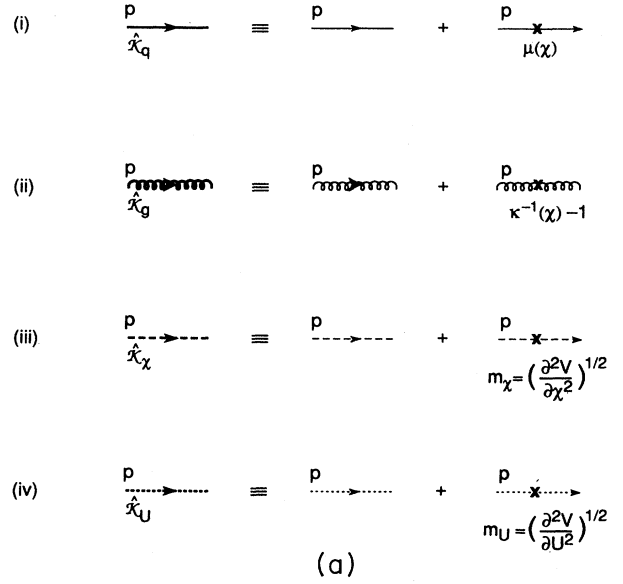 (i) p p p
𝒦̂q ≡ + x
μ(χ)
(ii) p p p
𝒦̂g ≡ + x
κ⁻¹(χ) – 1
(iii) p p p
𝒦̂χ ≡ + x
mχ = (∂²V/∂χ²)^1/2
(iv) p p p
𝒦̂U ≡ + x
mU = (∂²V/∂U²)^1/2
(a)